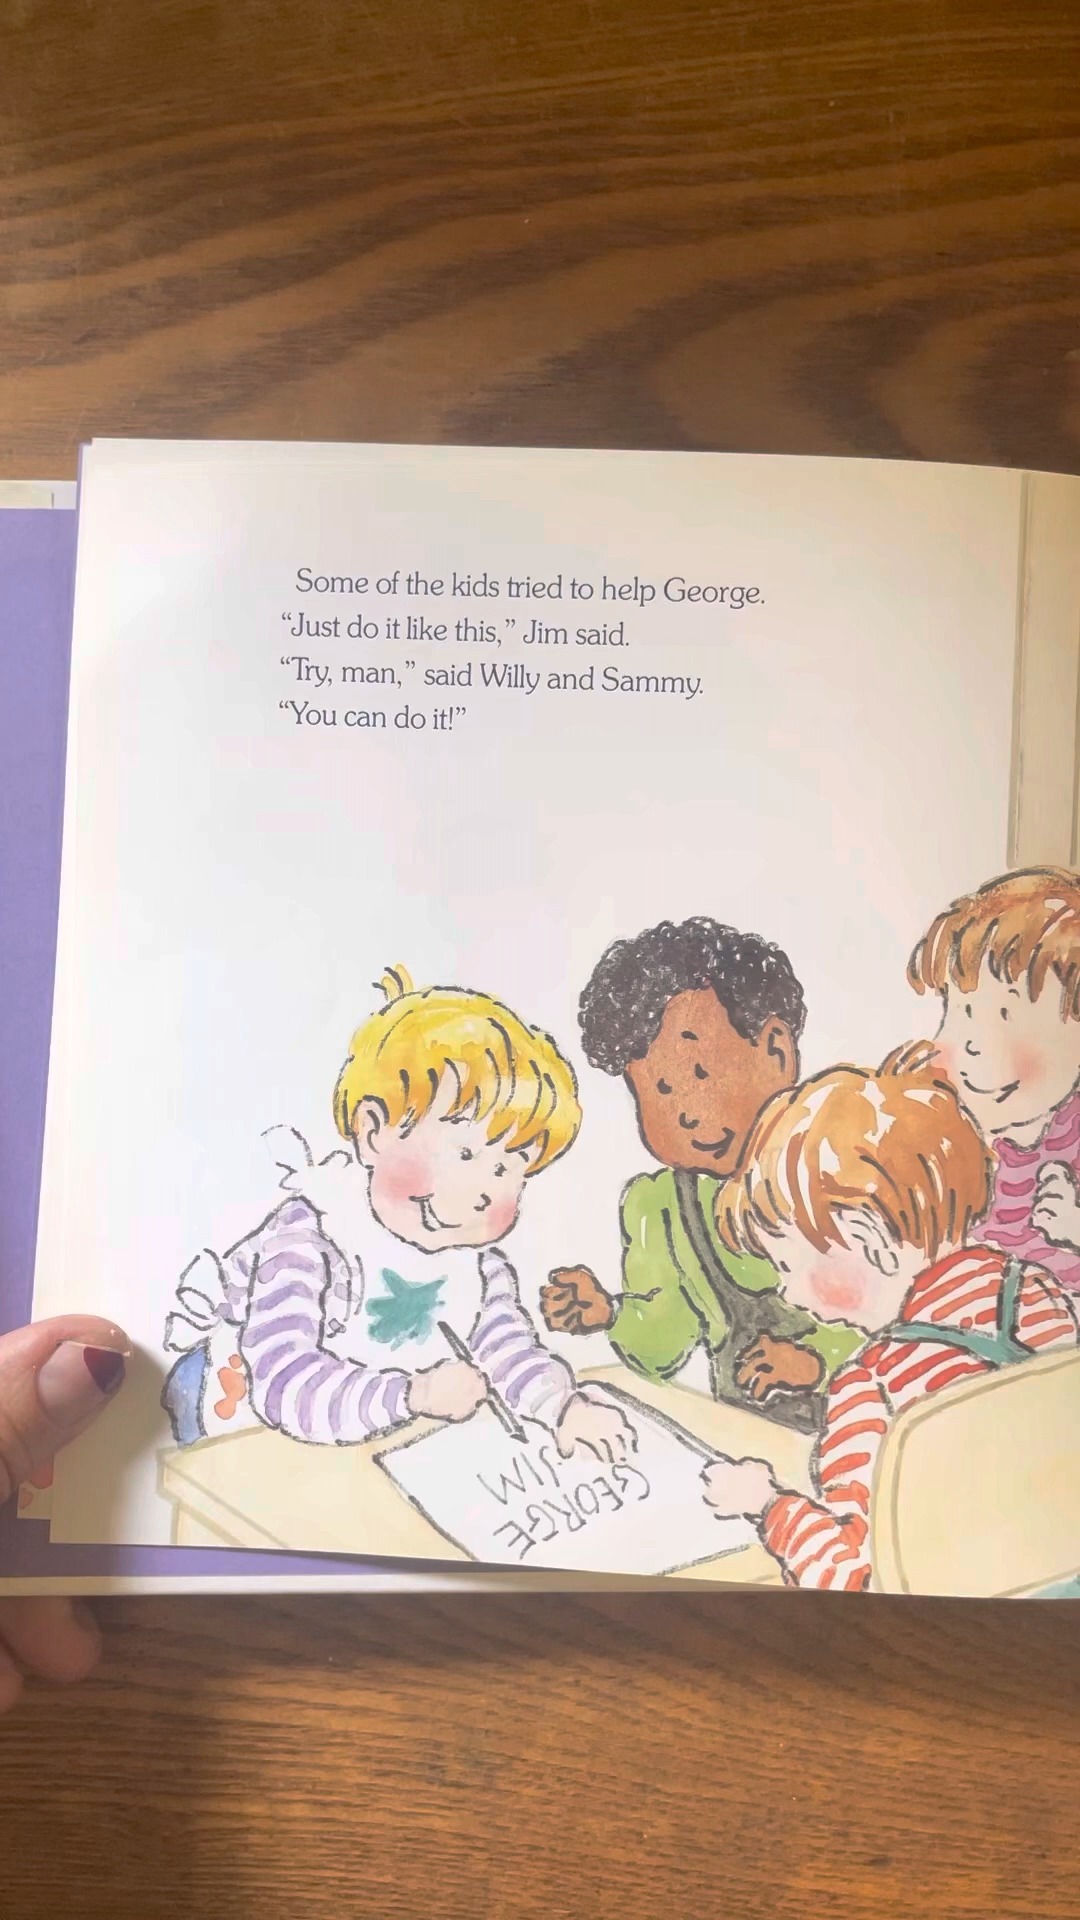 Some of the kids tried to help George.
“Just do it like this,” Jim said.
“Try, man,” said Willy and Sammy.
“You can do it!”
JIM
GEORGE
GEORGE